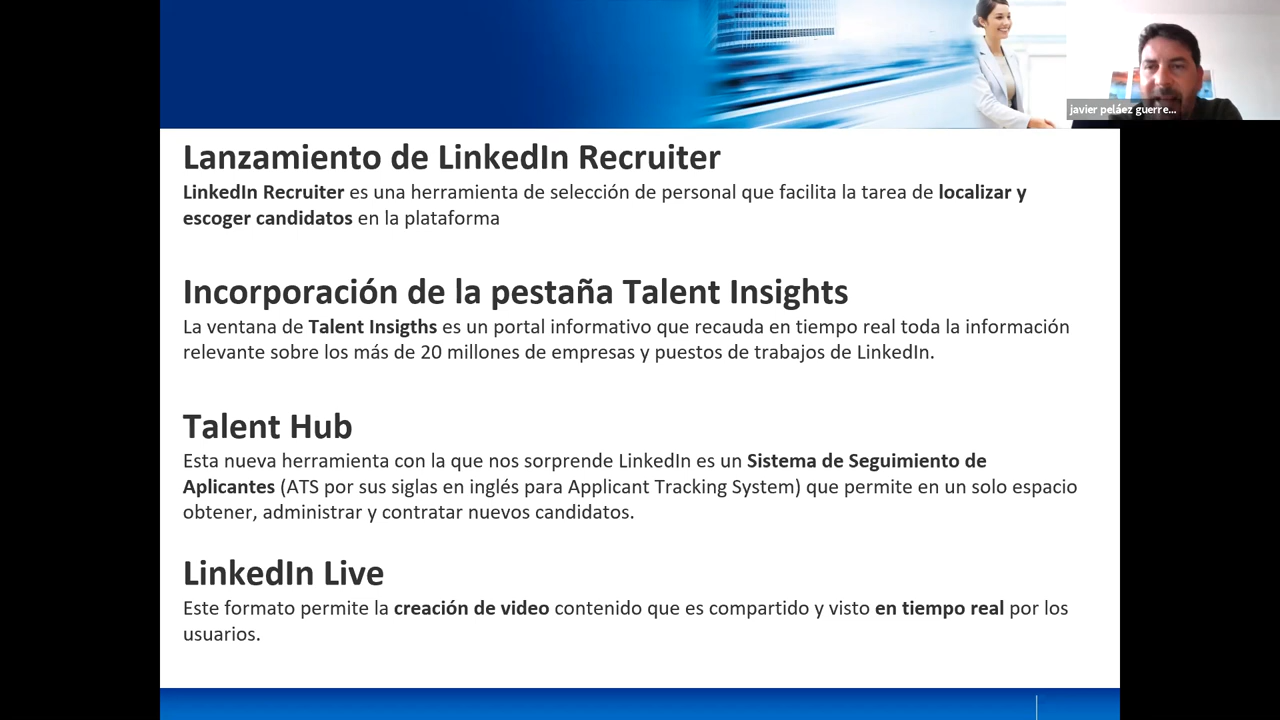 javier peláez guerre...
Lanzamiento de LinkedIn Recruiter
LinkedIn Recruiter es una herramienta de selección de personal que facilita la tarea de localizar y
escoger candidatos en la plataforma
Incorporación de la pestaña Talent Insights
La ventana de Talent Insigths es un portal informativo que recauda en tiempo real toda la información
relevante sobre los más de 20 millones de empresas y puestos de trabajos de LinkedIn.
Talent Hub
Esta nueva herramienta con la que nos sorprende LinkedIn es un Sistema de Seguimiento de
Aplicantes (ATS por sus siglas en inglés para Applicant Tracking System) que permite en un solo espacio
obtener, administrar y contratar nuevos candidatos.
LinkedIn Live
Este formato permite la creación de video contenido que es compartido y visto en tiempo real por los
usuarios.